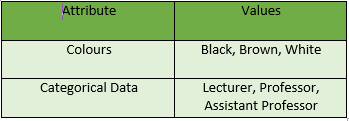 Attribute Values
Colours Black, Brown, White
Categorical Data Lecturer, Professor,
Assistant Professor